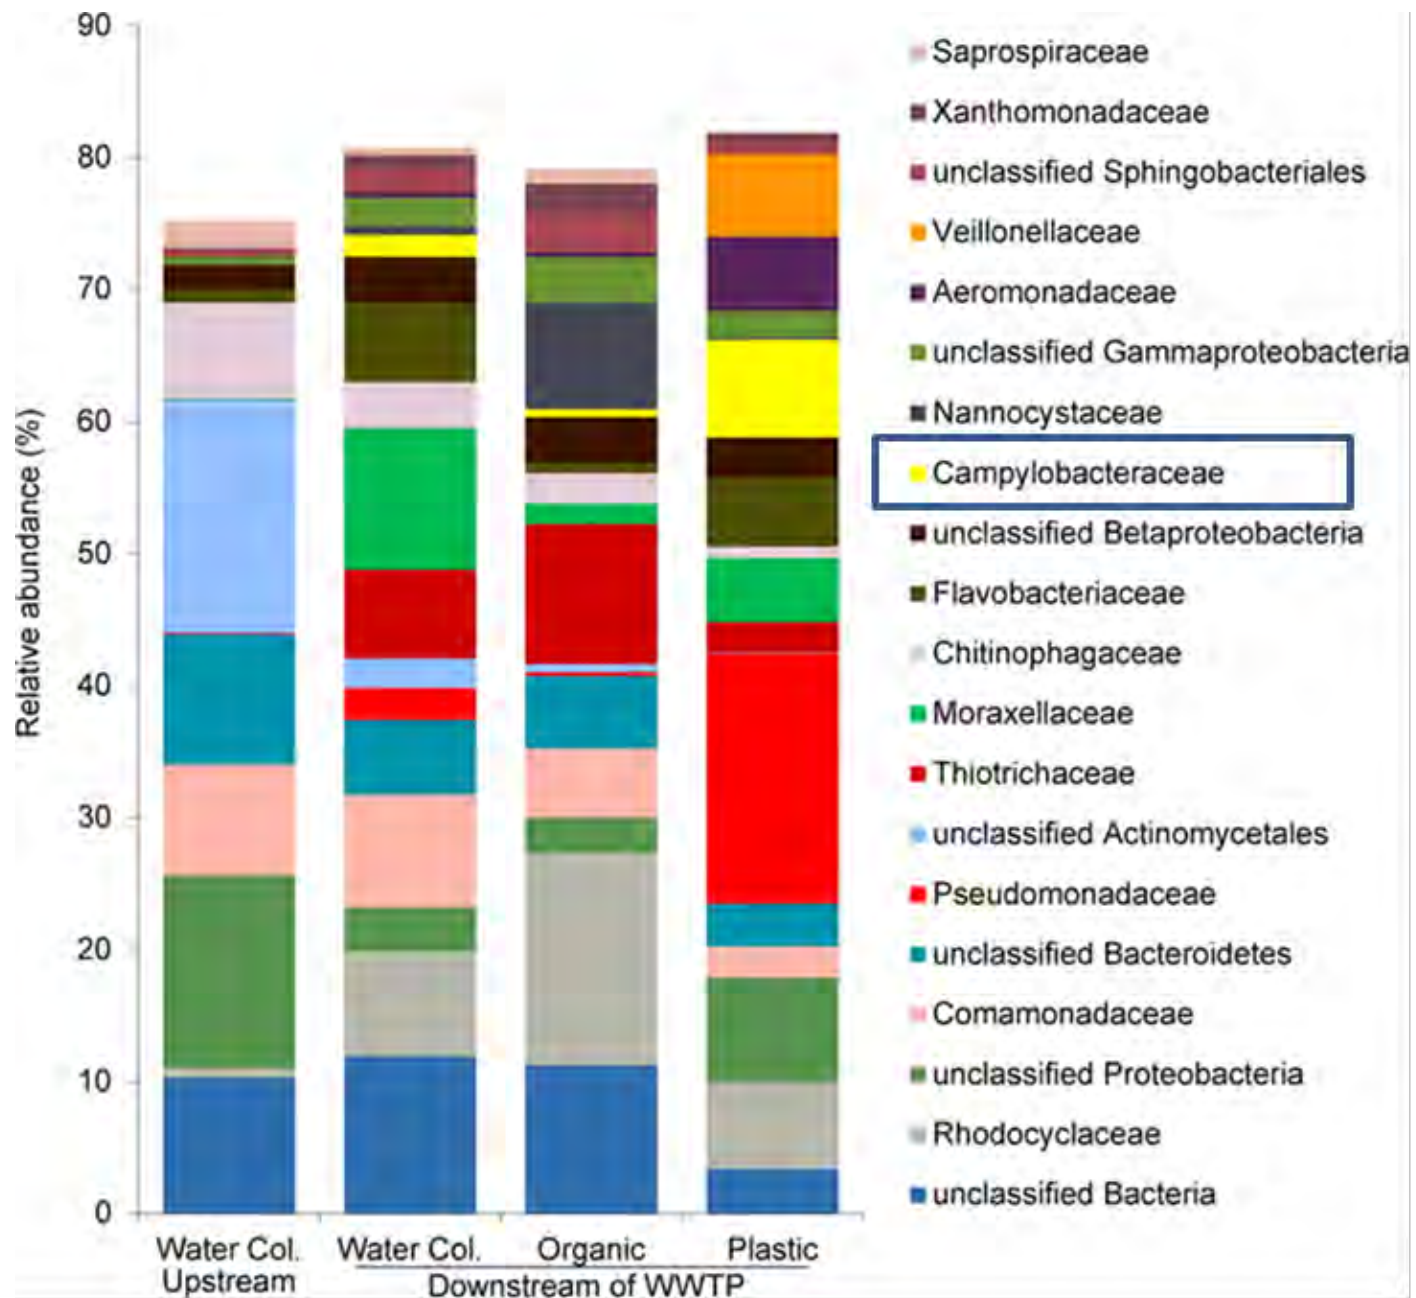 90
80
70
60
50
40
30
20
10
0
Relative abundance (%)
Water Col.
Upstream
Water Col.
Organic
Plastic
Downstream of WWTP
Saprospiraceae
Xanthomonadaceae
unclassified Sphingobacteriales
Veillonellaceae
Aeromonadaceae
unclassified Gammaproteobacteria
Nannocystaceae
Campylobacteraceae
unclassified Betaproteobacteria
Flavobacteriaceae
Chitinophagaceae
Moraxellaceae
Thiotrichaceae
unclassified Actinomycetales
Pseudomonadaceae
unclassified Bacteroidetes
Comamonadaceae
unclassified Proteobacteria
Rhodocyclaceae
unclassified Bacteria